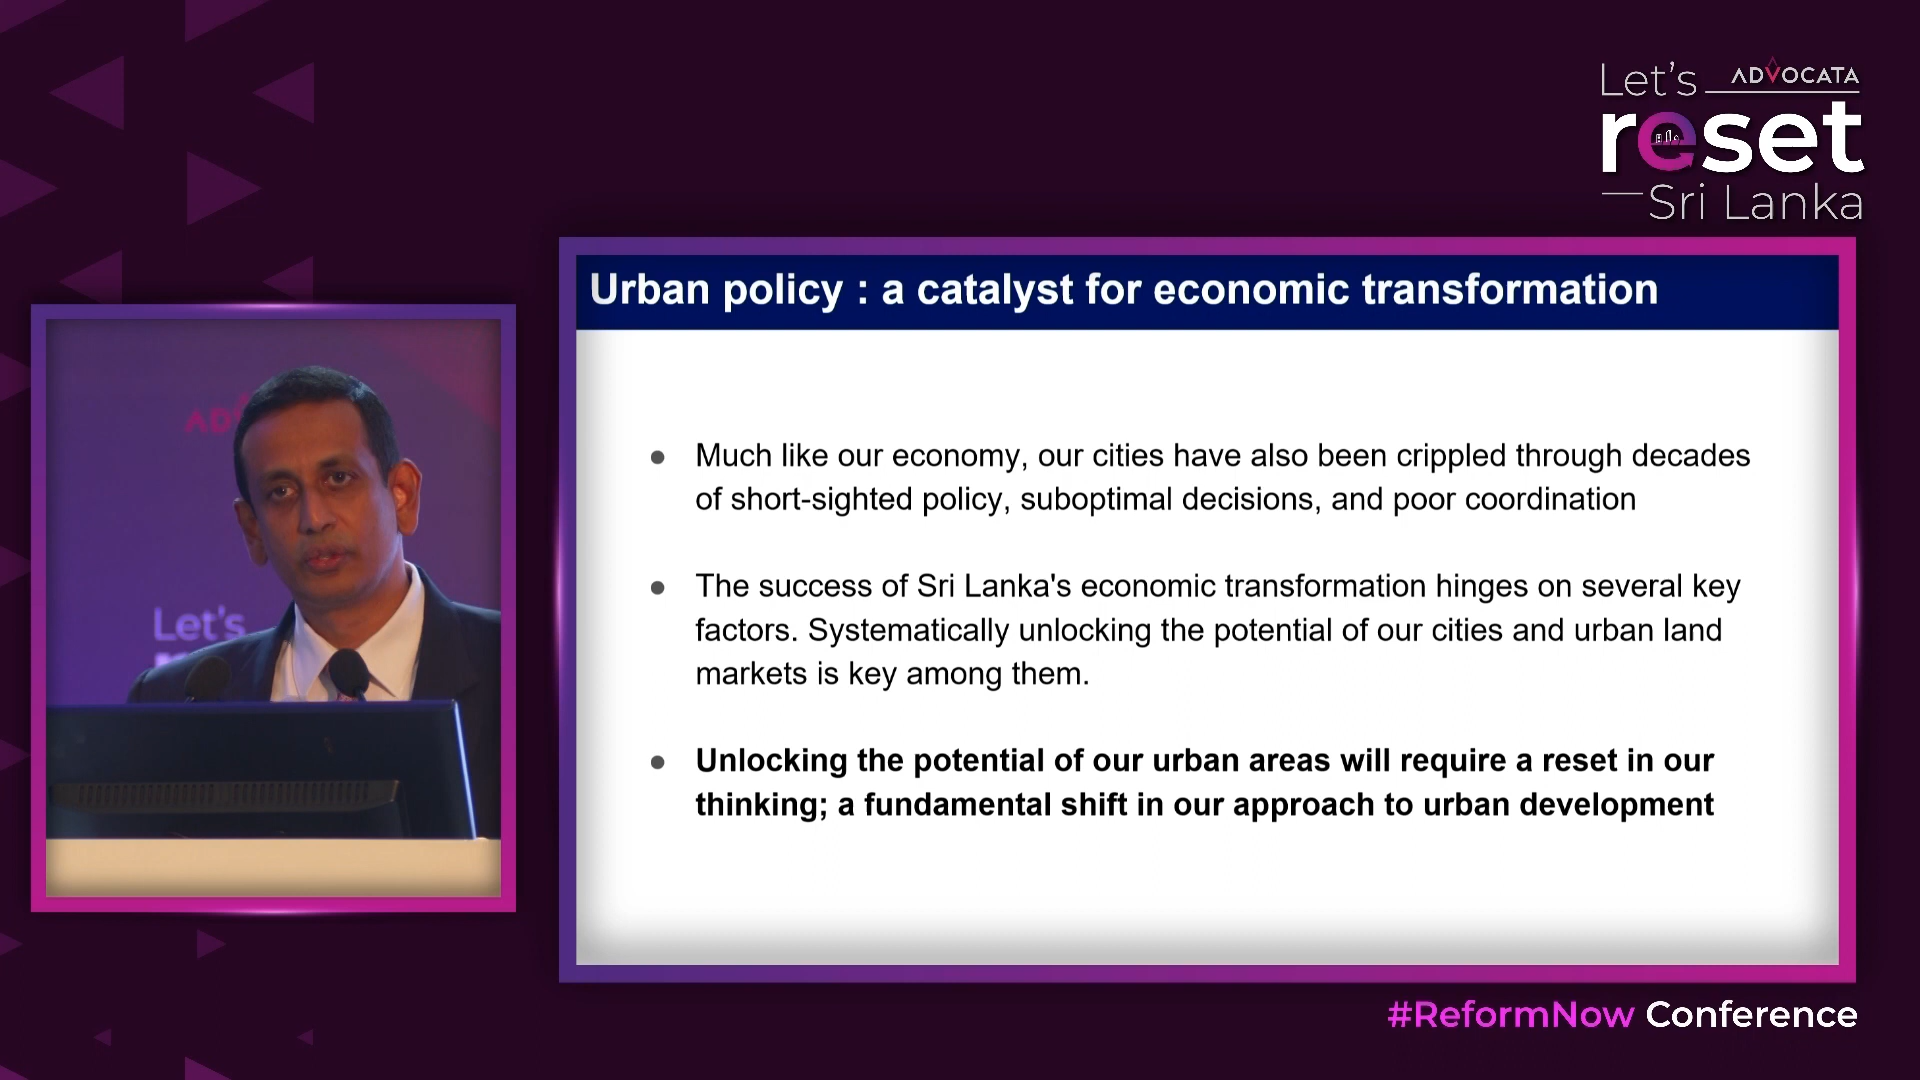 Let's ADVOCATA
reset
Sri Lanka
Urban policy : a catalyst for economic transformation
● Much like our economy, our cities have also been crippled through decades
of short-sighted policy, suboptimal decisions, and poor coordination
● The success of Sri Lanka's economic transformation hinges on several key
factors. Systematically unlocking the potential of our cities and urban land
markets is key among them.
● Unlocking the potential of our urban areas will require a reset in our
thinking; a fundamental shift in our approach to urban development
Let's
#ReformNow Conference